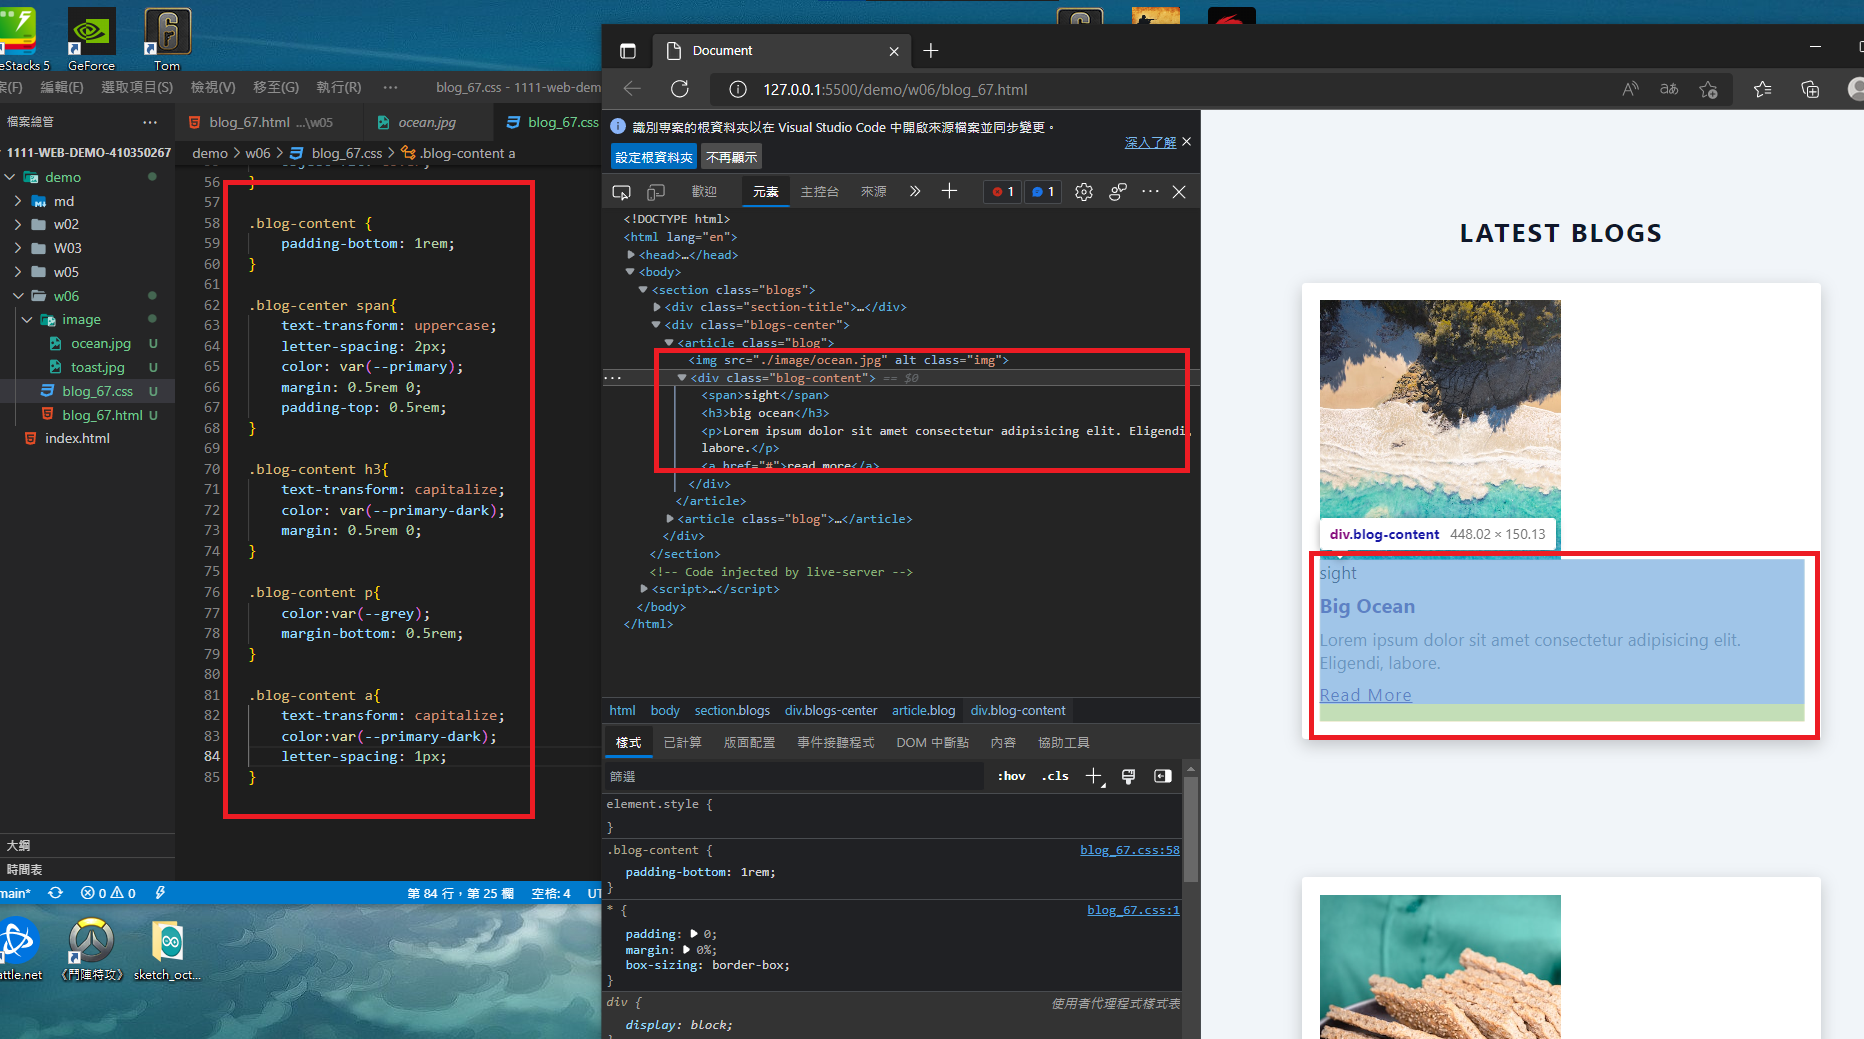 eStacks 5
GeForce
Tom
案(F) 編輯(E) 選取項目(S) 檢視(V) 移至(G) 執行(R) ··· blog_67.css - 1111-web-dem
檔案總管 ···
1111-WEB-DEMO-410350267
demo
md
w02
W03
w05
w06
image
ocean.jpg U
toast.jpg U
blog_67.css U
blog_67.html U
index.html
大綱
時間表
blog_67.html ...\w05
ocean.jpg
blog_67.css
demo > w06 > blog_67.css > .blog-content a
56 }
57
58 .blog-content {
59 padding-bottom: 1rem;
60 }
61
62 .blog-center span{
63 text-transform: uppercase;
64 letter-spacing: 2px;
65 color: var(--primary);
66 margin: 0.5rem 0;
67 padding-top: 0.5rem;
68 }
69
70 .blog-content h3{
71 text-transform: capitalize;
72 color: var(--primary-dark);
73 margin: 0.5rem 0;
74 }
75
76 .blog-content p{
77 color:var(--grey);
78 margin-bottom: 0.5rem;
79 }
80
81 .blog-content a{
82 text-transform: capitalize;
83 color:var(--primary-dark);
84 letter-spacing: 1px;
85 }
main* 0 0 第 84 行，第 25 欄 空格: 4 UT
attle.net
《鬥陣特攻》
sketch_oct...
Document
127.0.0.1:5500/demo/w06/blog_67.html
識別專案的根資料夾以在 Visual Studio Code 中開啟來源檔案並同步變更。
深入了解
設定根資料夾 不再顯示
歡迎 元素 主控台 來源 1 1
<!DOCTYPE html>
<html lang="en">
<head>…</head>
<body>
<section class="blogs">
<div class="section-title">…</div>
<div class="blogs-center">
<article class="blog">
<img src="./image/ocean.jpg" alt class="img">
··· <div class="blog-content"> == $0
<span>sight</span>
<h3>big ocean</h3>
<p>Lorem ipsum dolor sit amet consectetur adipisicing elit. Eligendi,
labore.</p>
<a href="#">read more</a>
</div>
</article>
<article class="blog">…</article>
</div>
</section>
<!-- Code injected by live-server -->
<script>…</script>
</body>
</html>
html body section.blogs div.blogs-center article.blog div.blog-content
樣式 已計算 版面配置 事件接聽程式 DOM 中斷點 內容 協助工具
篩選 :hov .cls
element.style {
}
.blog-content { blog_67.css:58
padding-bottom: 1rem;
}
* { blog_67.css:1
padding: 0;
margin: 0%;
box-sizing: border-box;
}
div { 使用者代理程式樣式表
display: block;
LATEST BLOGS
div.blog-content 448.02 × 150.13
sight
Big Ocean
Lorem ipsum dolor sit amet consectetur adipisicing elit.
Eligendi, labore.
Read More